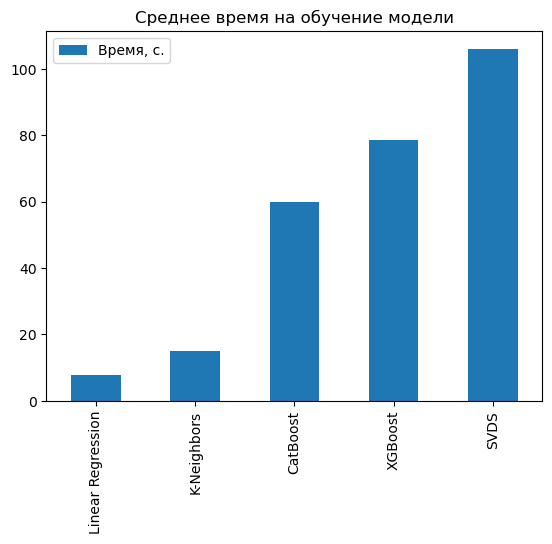 Среднее время на обучение модели
Время, с.
100
80
60
40
20
0
Linear Regression
K-Neighbors
CatBoost
XGBoost
SVDS